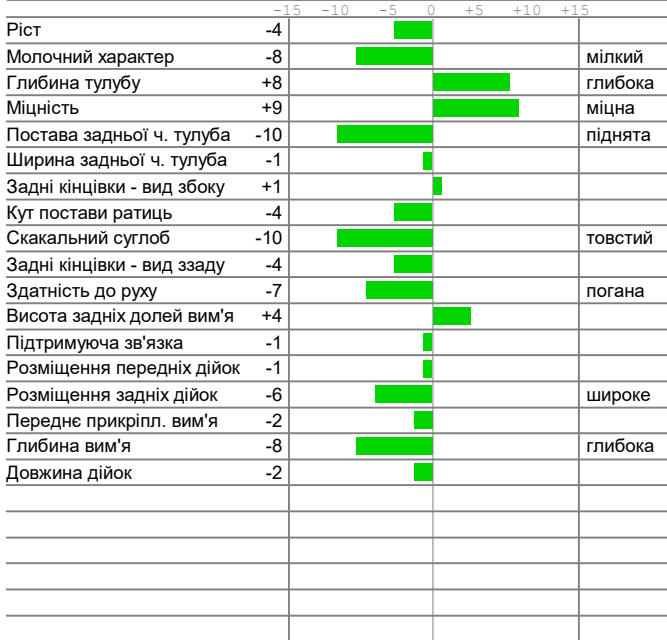 -15 -10 -5 0 +5 +10 +15
Ріст -4
Молочний характер -8 мілкий
Глибина тулубу +8 глибока
Міцність +9 міцна
Постава задньої ч. тулуба -10 піднята
Ширина задньої ч. тулуба -1
Задні кінцівки - вид збоку +1
Кут постави ратиць -4
Скакальний суглоб -10 товстий
Задні кінцівки - вид ззаду -4
Здатність до руху -7 погана
Висота задніх долей вим'я +4
Підтримуюча зв'язка -1
Розміщення передніх дійок -1
Розміщення задніх дійок -6 широке
Переднє прикріпл. вим'я -2
Глибина вим'я -8 глибока
Довжина дійок -2